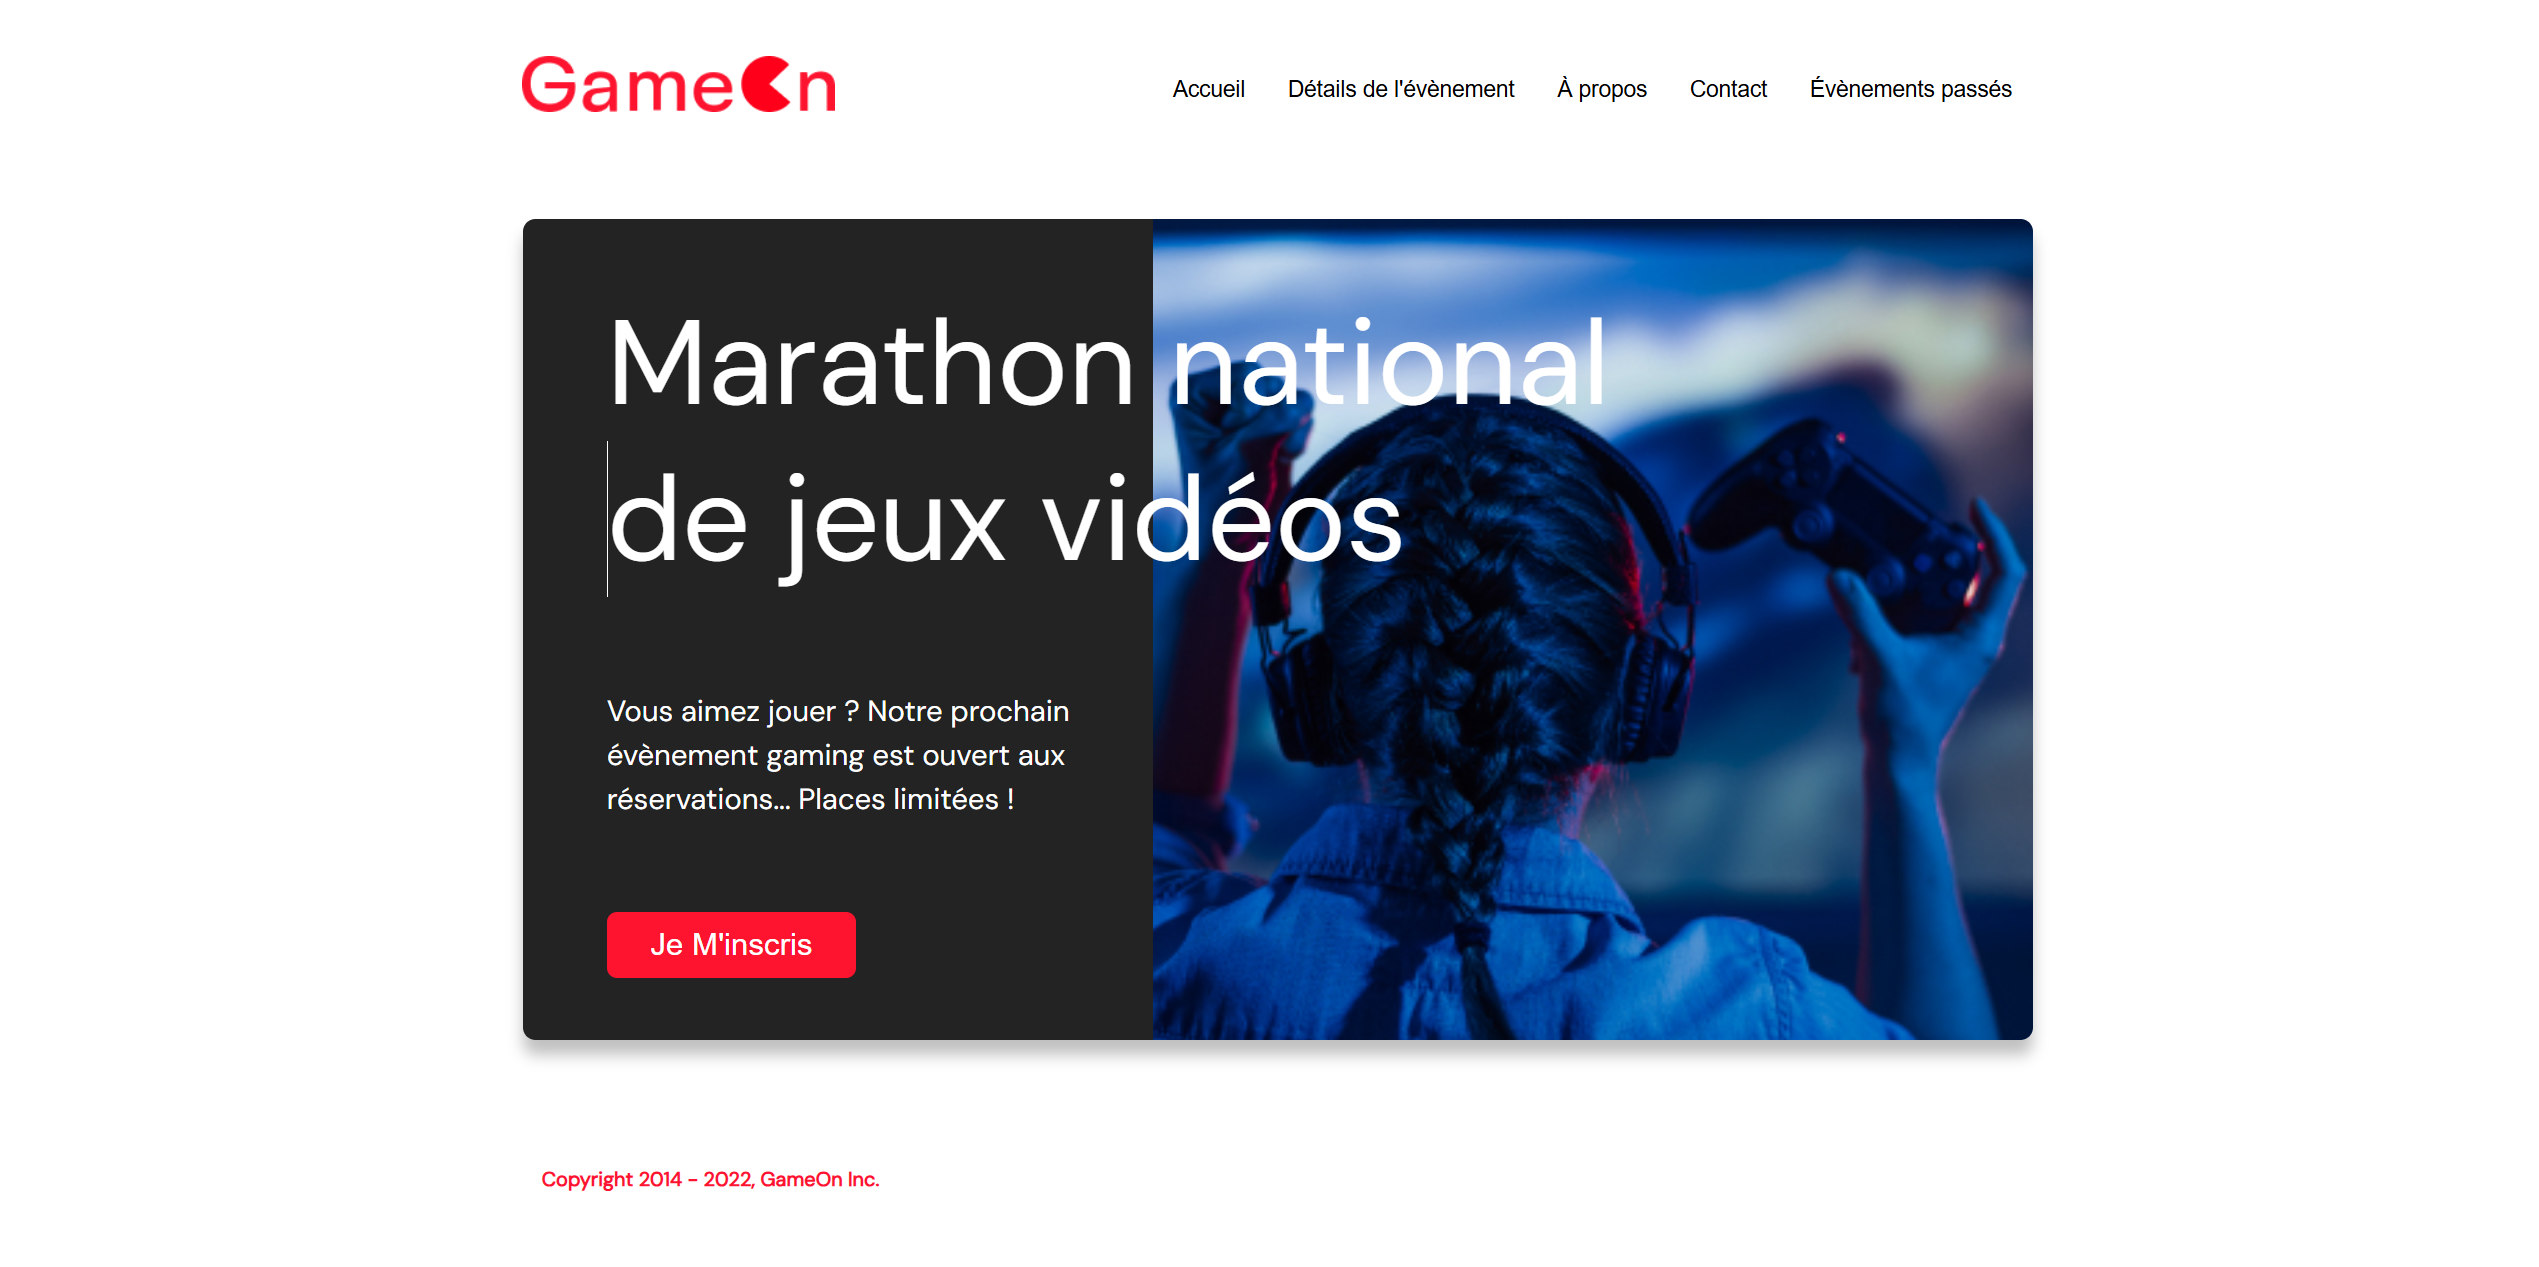 GameOn
Accueil Détails de l'évènement À propos Contact Évènements passés
Marathon national
de jeux vidéos
Vous aimez jouer ? Notre prochain
évènement gaming est ouvert aux
réservations... Places limitées !
Je M'inscris
Copyright 2014 - 2022, GameOn Inc.